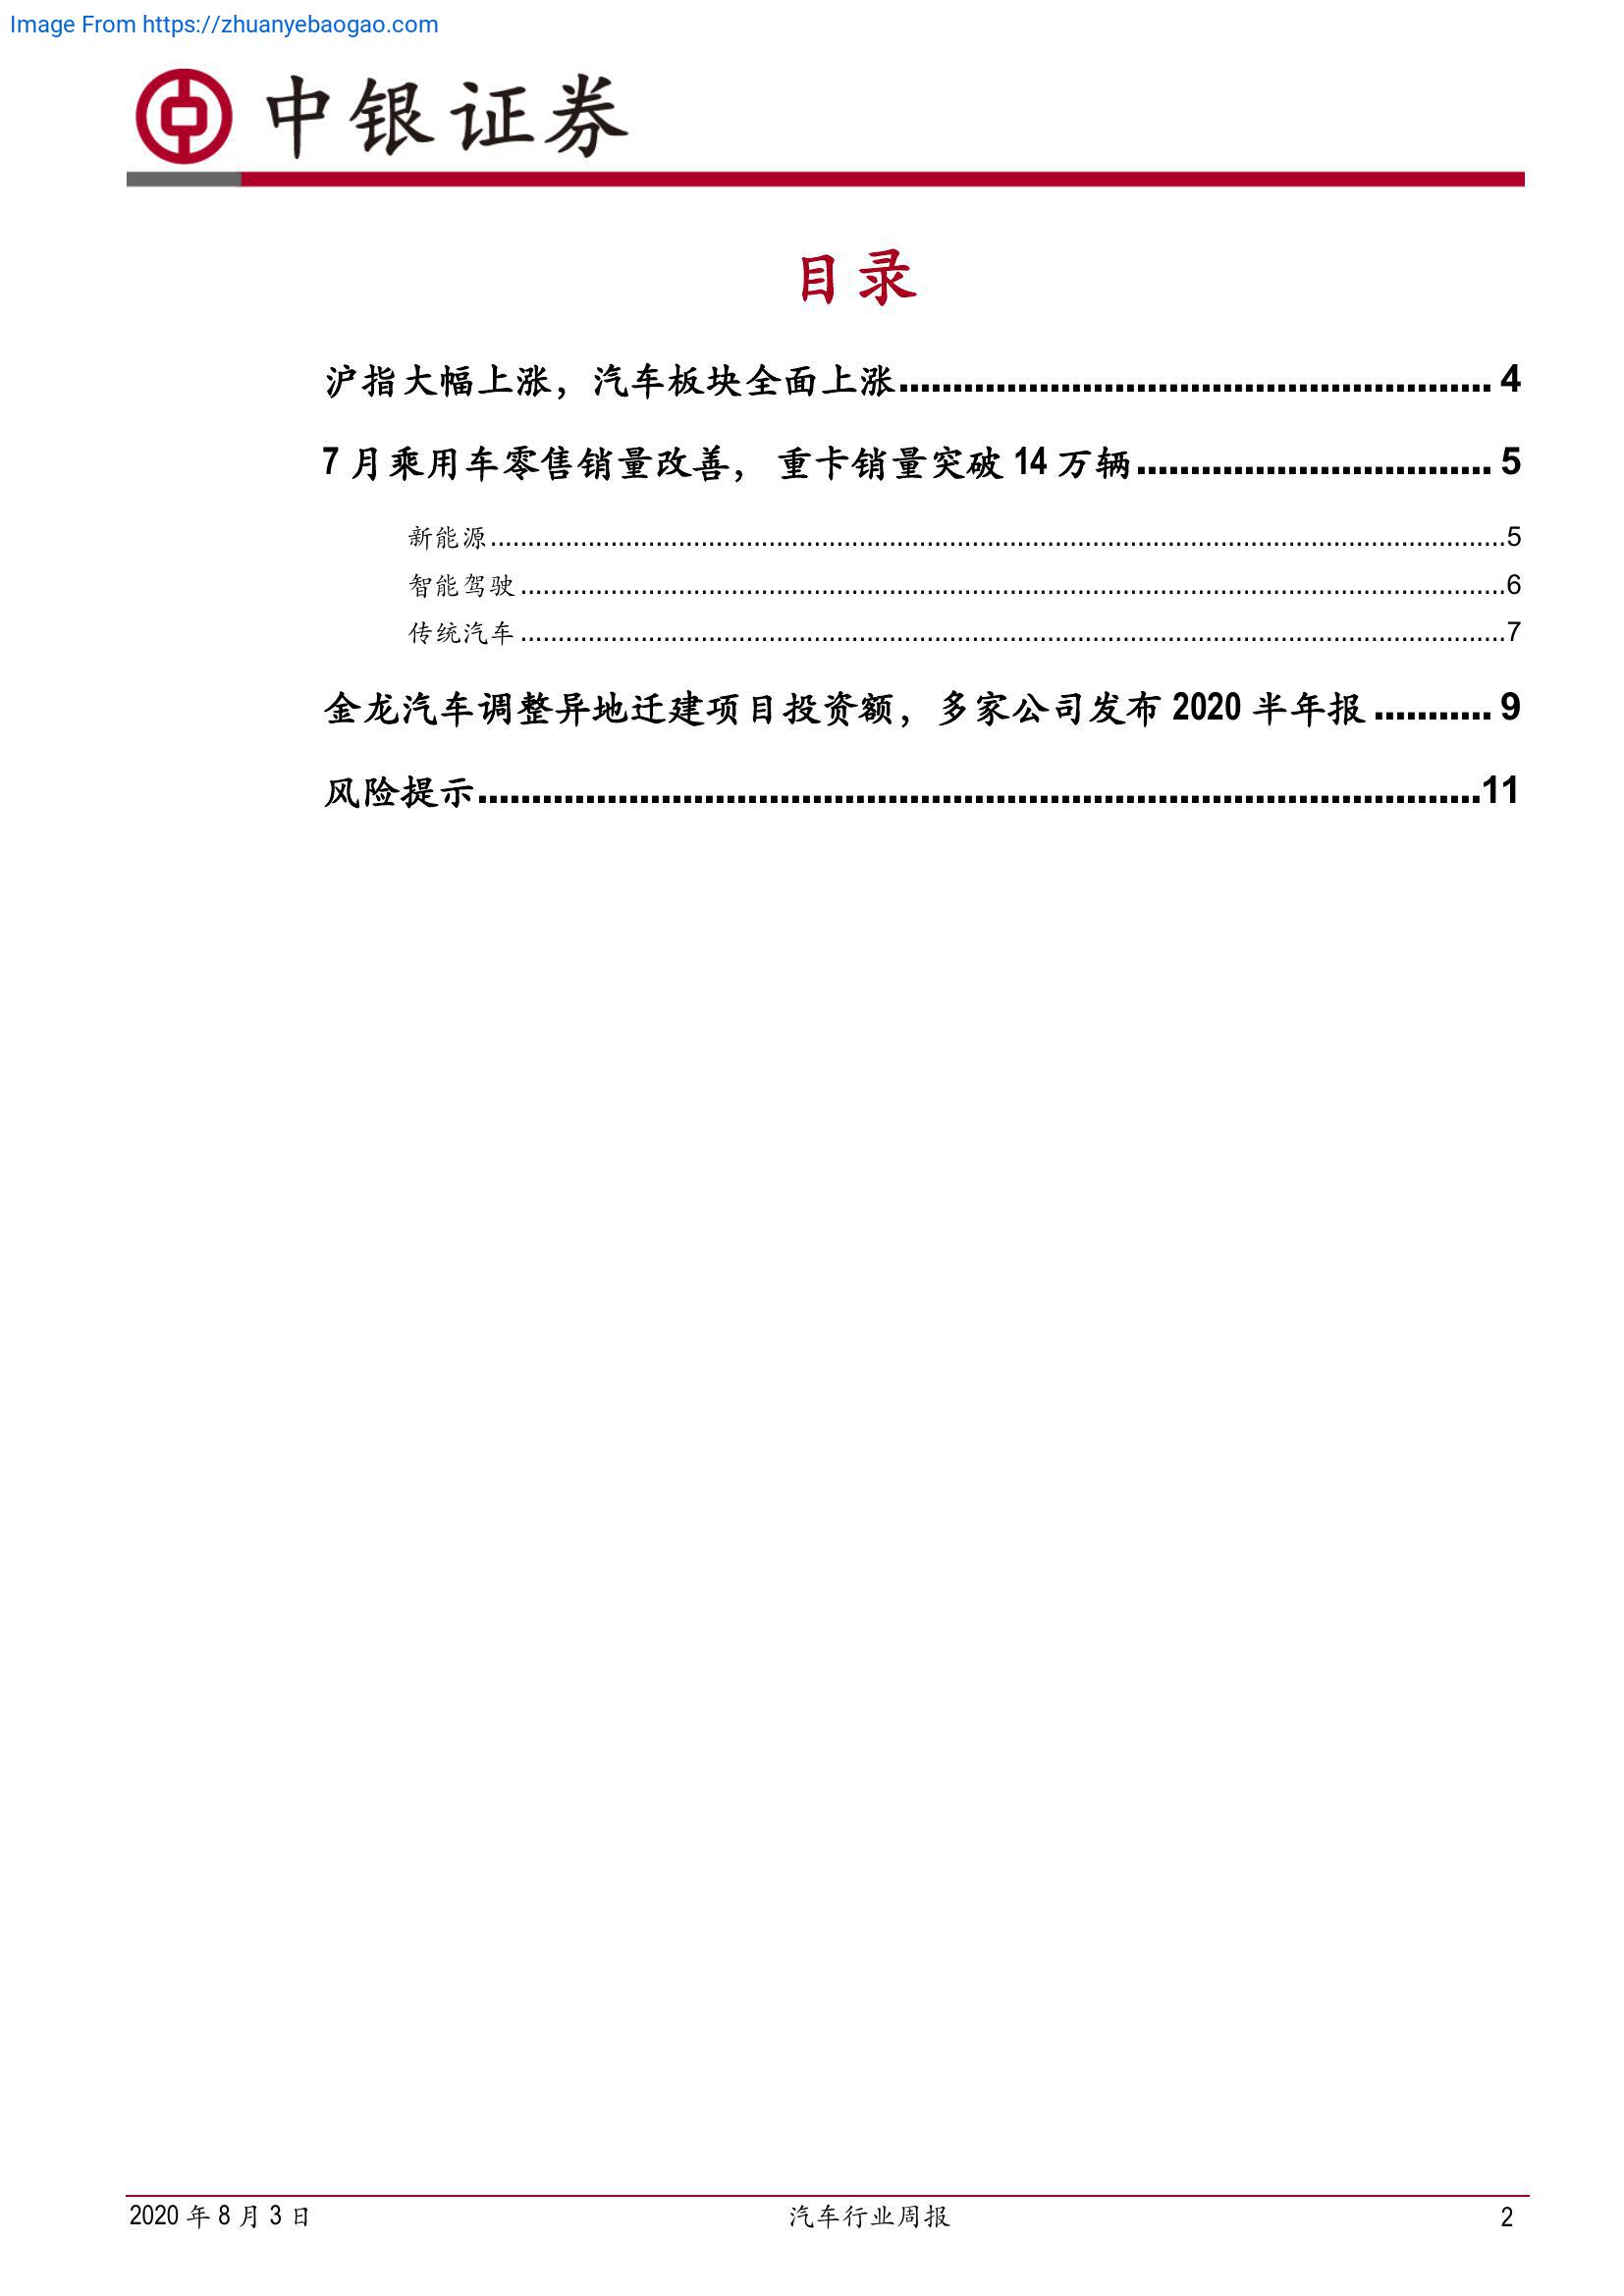 Image From https://zhuanyebaogao.com
中银证券
目录
沪指大幅上涨，汽车板块全面上涨....................................................... 4
7 月乘用车零售销量改善， 重卡销量突破 14 万辆................................. 5
新能源.......................................................................................................................................5
智能驾驶...................................................................................................................................6
传统汽车...................................................................................................................................7
金龙汽车调整异地迁建项目投资额，多家公司发布 2020 半年报........... 9
风险提示.............................................................................................11
2020 年 8 月 3 日
汽车行业周报
2